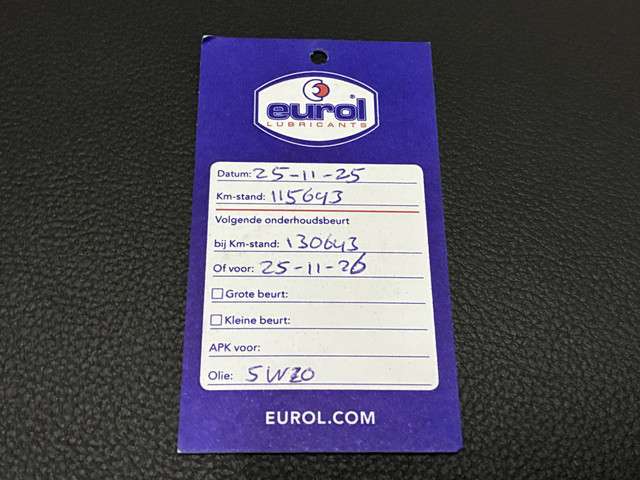 eurol®
LUBRICANTS
Datum: 25-11-25
Km-stand: 115643
Volgende onderhoudsbeurt
bij Km-stand: 130643
Of voor: 25-11-26
Grote beurt:
Kleine beurt:
APK voor:
Olie:
EUROL.COM